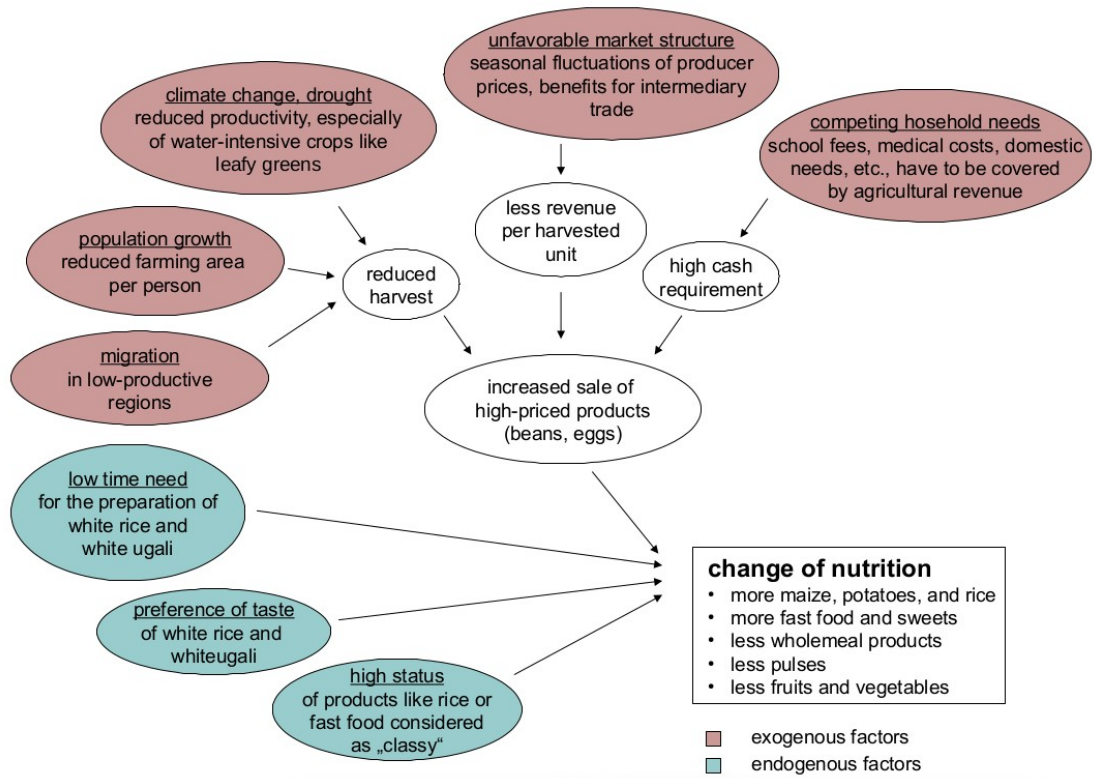 unfavorable market structure
seasonal fluctuations of producer
prices, benefits for intermediary
trade
climate change, drought
reduced productivity, especially
of water-intensive crops like
leafy greens
competing hosehold needs
school fees, medical costs, domestic
needs, etc., have to be covered
by agricultural revenue
less revenue
per harvested
unit
population growth
reduced farming area
per person
reduced
harvest
high cash
requirement
migration
in low-productive
regions
increased sale of
high-priced products
(beans, eggs)
low time need
for the preparation of
white rice and
white ugali
preference of taste
of white rice and
whiteugali
high status
of products like rice or
fast food considered
as „classy“
change of nutrition
• more maize, potatoes, and rice
• more fast food and sweets
• less wholemeal products
• less pulses
• less fruits and vegetables
exogenous factors
endogenous factors